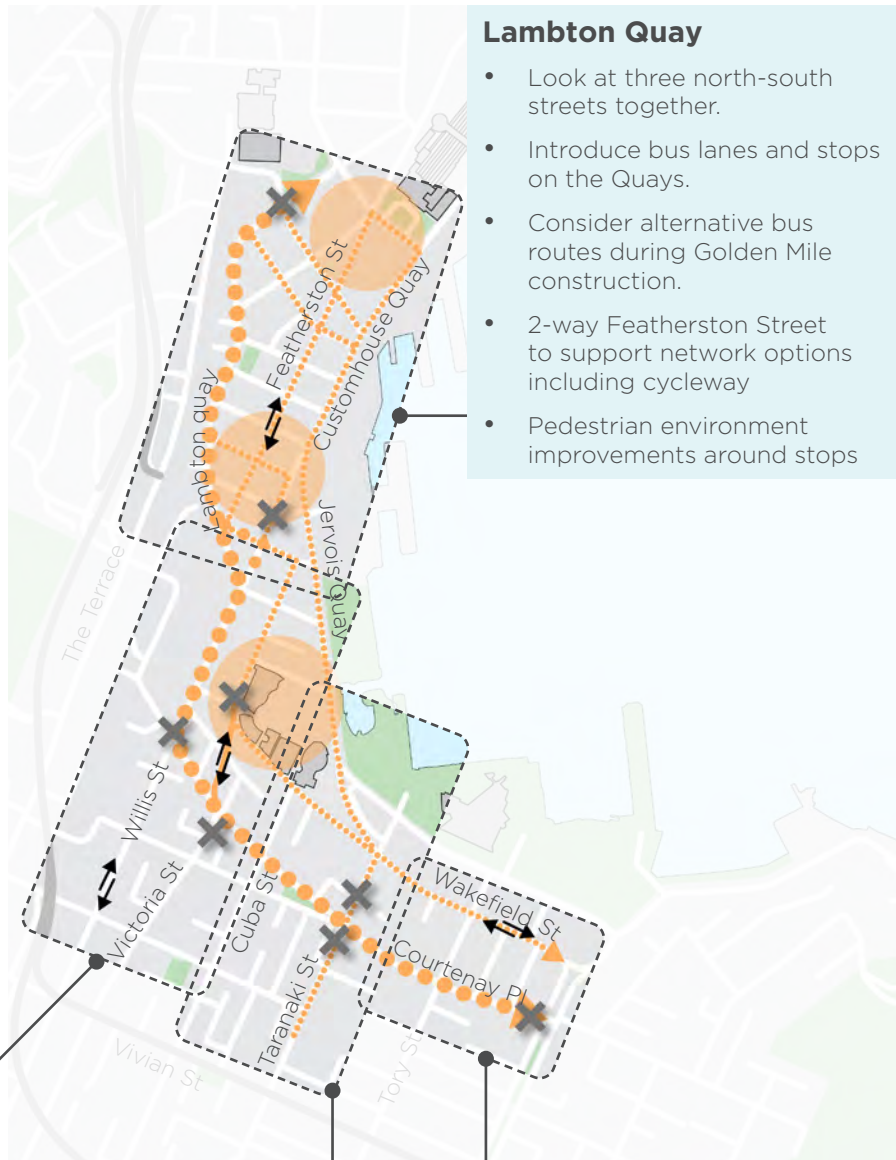 Lambton Quay
• Look at three north-south
streets together.
• Introduce bus lanes and stops
on the Quays.
• Consider alternative bus
routes during Golden Mile
construction.
• 2-way Featherston Street
to support network options
including cycleway
• Pedestrian environment
improvements around stops
Featherston St
Customhouse Quay
Lambton quay
Jervois Quay
The Terrace
Willis St
Victoria St
Cuba St
Wakefield St
Courtenay Pl
Taranaki St
Tory St
Vivian St